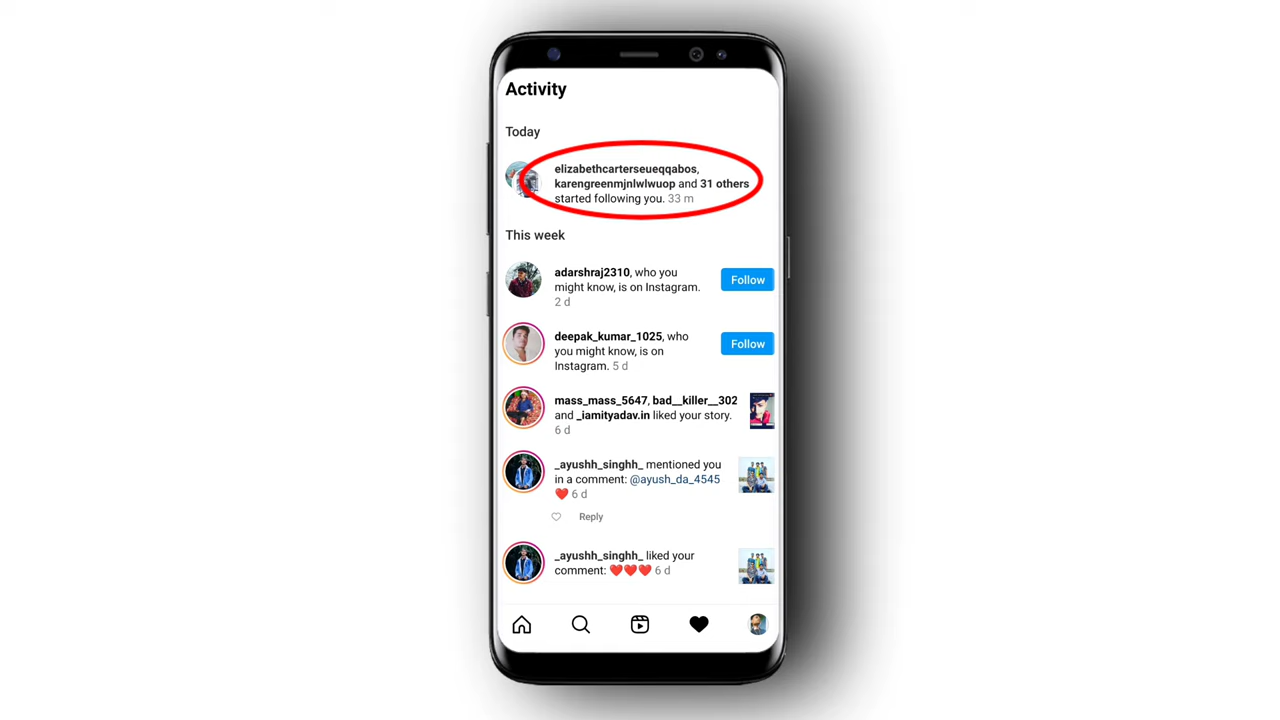 Activity
Today
elizabethcarterseueqqabos,
karengreenmjnlwlwuop and 31 others
started following you. 33 m
This week
adarshraj2310, who you
might know, is on Instagram.
2 d
Follow
deepak_kumar_1025, who
you might know, is on
Instagram. 5 d
Follow
mass_mass_5647, bad__killer__302
and _iamityadav.in liked your story.
6 d
_ayushh_singhh_ mentioned you
in a comment: @ayush_da_4545
❤️ 6 d
Reply
_ayushh_singhh_ liked your
comment: ❤️❤️❤️ 6 d